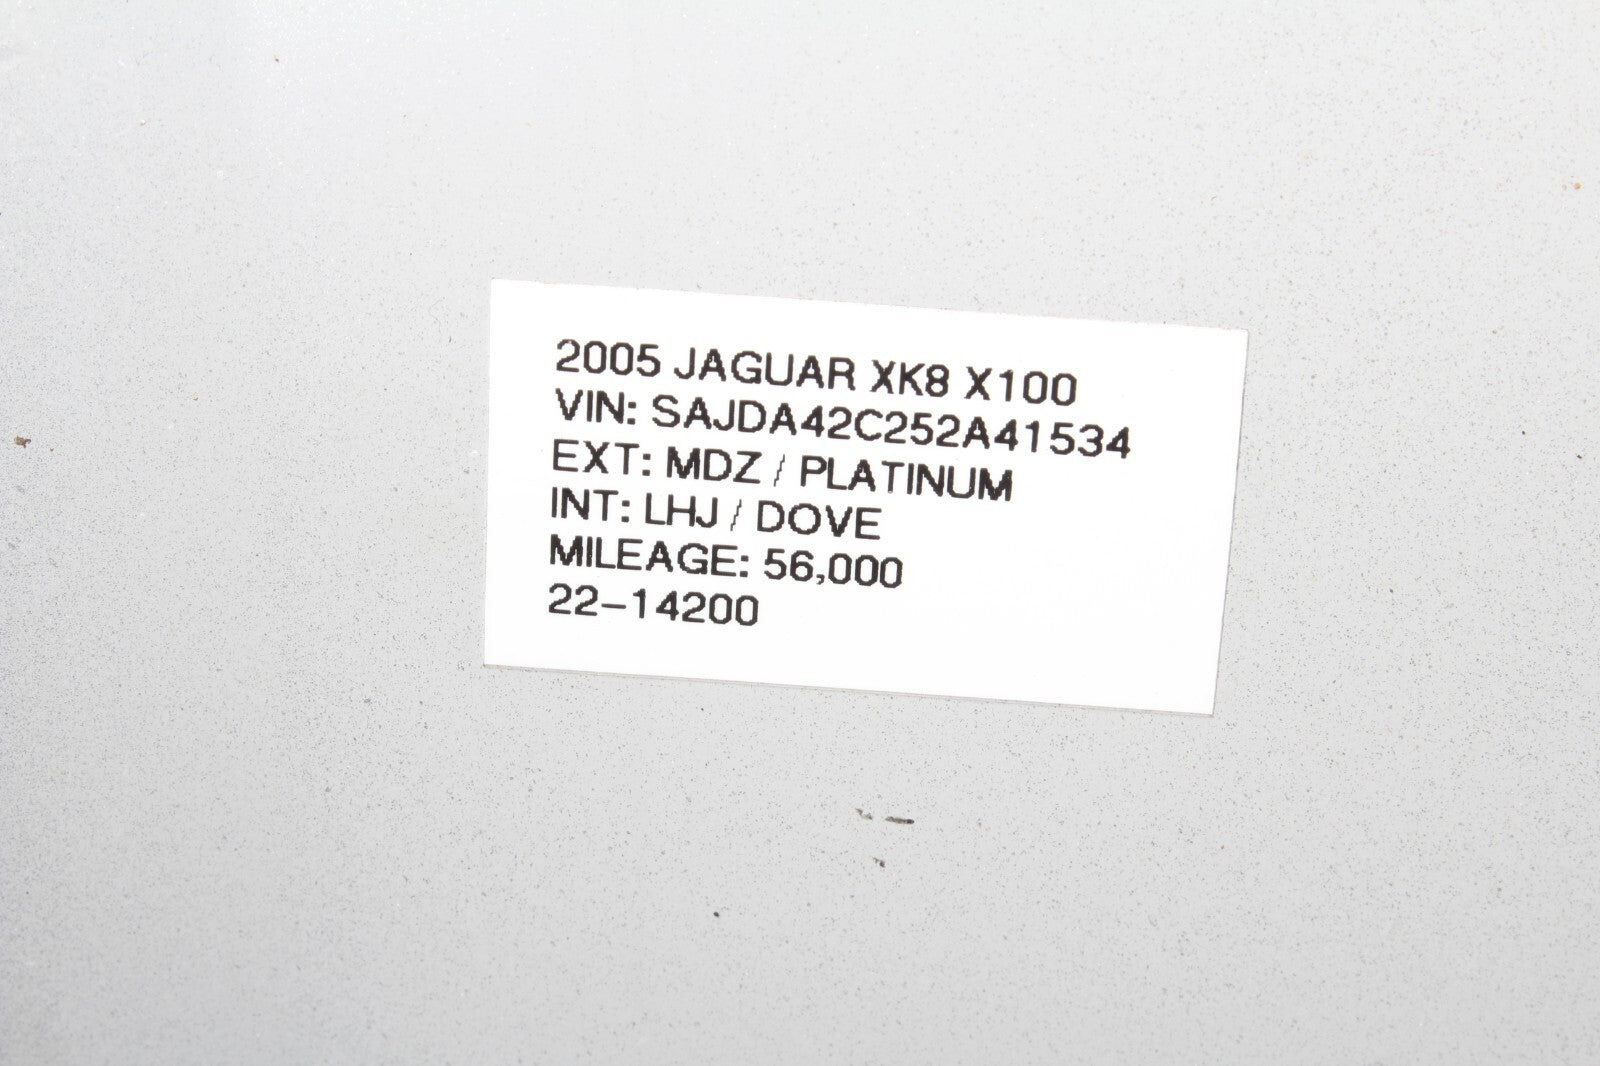 2005 JAGUAR XK8 X100
VIN: SAJDA42C252A41534
EXT: MDZ / PLATINUM
INT: LHJ / DOVE
MILEAGE: 56,000
22-14200